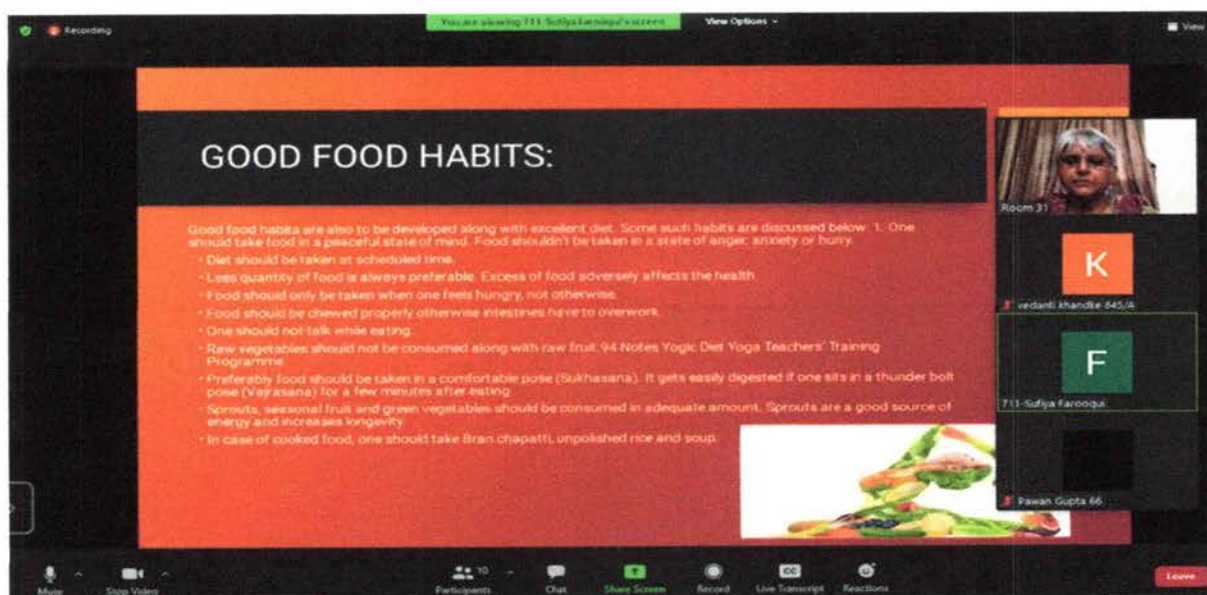 Recording
You are viewing 711-Sufiya Farooqui's screen
View Options
View
GOOD FOOD HABITS:
Good food habits are also to be developed along with excellent diet. Some such habits are discussed below: 1. One
should take food in a peaceful state of mind. Food shouldn't be taken in a state of anger, anxiety or hurry.
• Diet should be taken at scheduled time.
• Less quantity of food is always preferable. Excess of food adversely affects the health.
• Food should only be taken when one feels hungry, not otherwise.
• Food should be chewed properly otherwise intestines have to overwork.
• One should not talk while eating.
• Raw vegetables should not be consumed along with raw fruit. 94 Notes Yogic Diet Yoga Teachers' Training
Programme
• Preferably food should be taken in a comfortable pose (Sukhasana). It gets easily digested if one sits in a thunder bolt
pose (Vajrasana) for a few minutes after eating.
• Sprouts, seasonal fruit and green vegetables should be consumed in adequate amount. Sprouts are a good source of
energy and increases longevity.
• In case of cooked food, one should take Bran chapatti, unpolished rice and soup.
Room 31
K
vedanti khandke 845/A
F
711-Sufiya Farooqui
Pawan Gupta 66
Mute
Stop Video
Participants
10
Chat
Share Screen
Record
CC
Live Transcript
Reactions
Leave